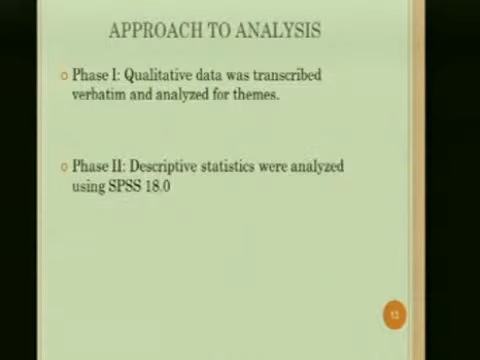 APPROACH TO ANALYSIS
Phase I: Qualitative data was transcribed
verbatim and analyzed for themes.
Phase II: Descriptive statistics were analyzed
using SPSS 18.0